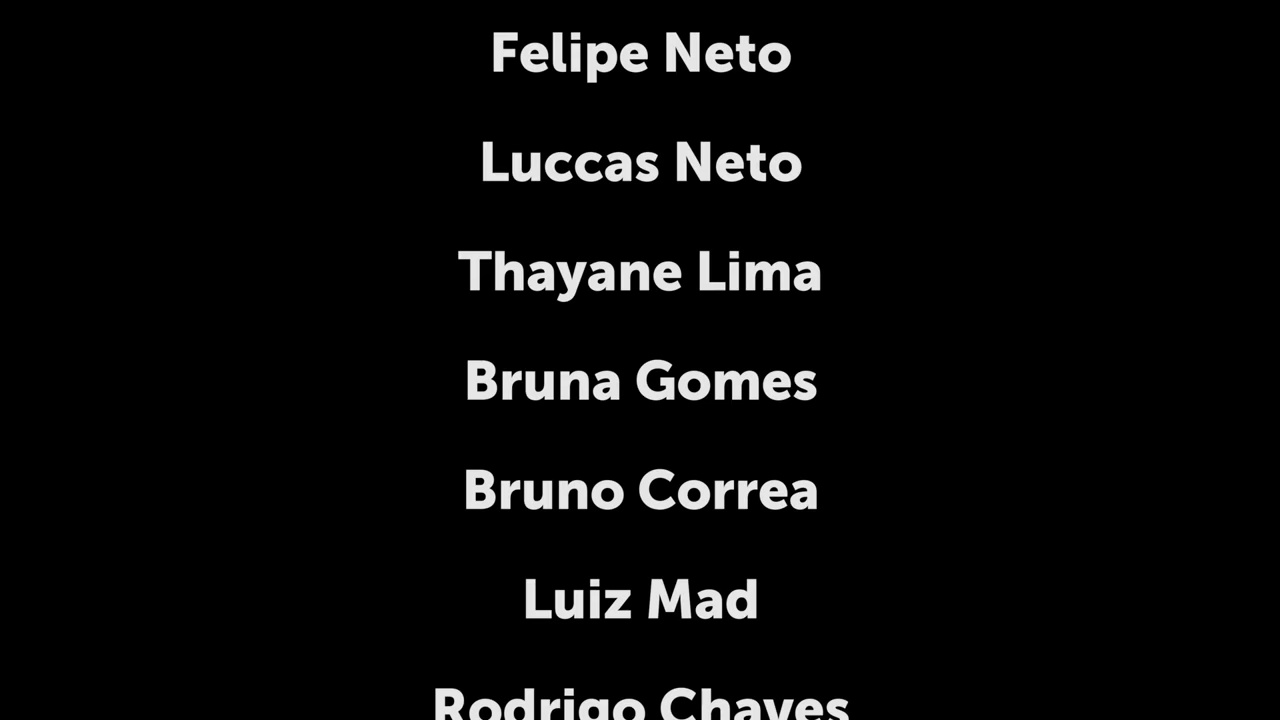 Felipe Neto
Luccas Neto
Thayane Lima
Bruna Gomes
Bruno Correa
Luiz Mad
Rodrigo Chaves